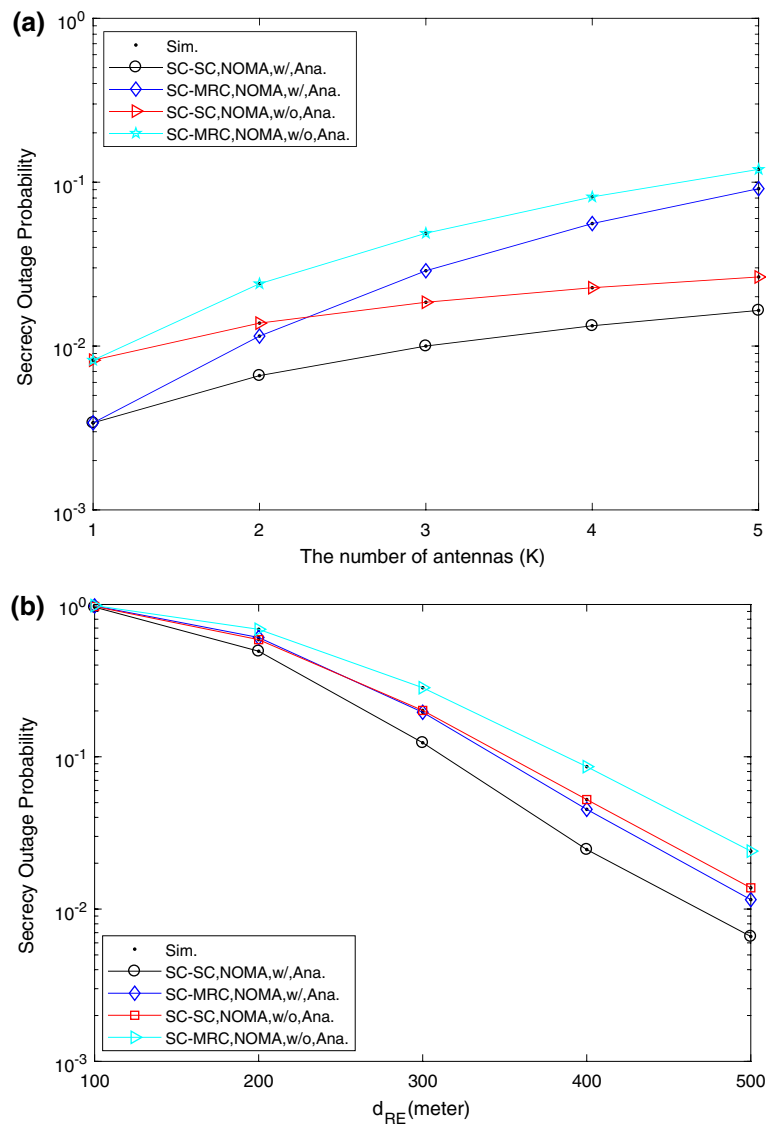 (a)
10^0
10^-1
10^-2
10^-3
Secrecy Outage Probability
Sim.
SC-SC,NOMA,w/,Ana.
SC-MRC,NOMA,w/,Ana.
SC-SC,NOMA,w/o,Ana.
SC-MRC,NOMA,w/o,Ana.
1 2 3 4 5
The number of antennas (K)
(b)
10^0
10^-1
10^-2
10^-3
Secrecy Outage Probability
Sim.
SC-SC,NOMA,w/,Ana.
SC-MRC,NOMA,w/,Ana.
SC-SC,NOMA,w/o,Ana.
SC-MRC,NOMA,w/o,Ana.
100 200 300 400 500
d_RE(meter)